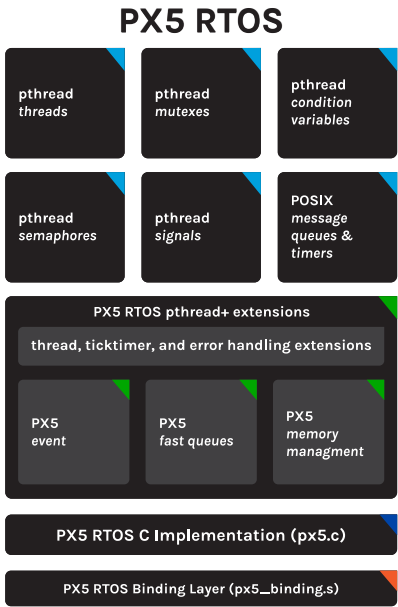 PX5 RTOS
pthread
threads
pthread
mutexes
pthread
condition
variables
pthread
semaphores
pthread
signals
POSIX
message
queues &
timers
PX5 RTOS pthread+ extensions
thread, ticktimer, and error handling extensions
PX5
event
PX5
fast queues
PX5
memory
managment
PX5 RTOS C Implementation (px5.c)
PX5 RTOS Binding Layer (px5_binding.s)